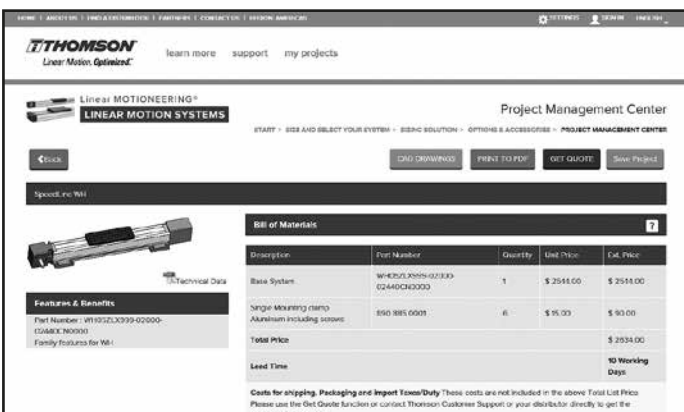 HOME | ABOUT US | FIND A DISTRIBUTOR | PARTNERS | CONTACT US | REGION: AMERICAS
SETTINGS SIGN IN ENGLISH
THOMSON
Linear Motion. Optimized.™
learn more support my projects
Linear MOTIONEERING®
LINEAR MOTION SYSTEMS
Project Management Center
START > SIZE AND SELECT YOUR SYSTEM > SIZING SOLUTION > OPTIONS & ACCESSORIES > PROJECT MANAGEMENT CENTER
Back
CAD DRAWINGS PRINT TO PDF GET QUOTE Save Project
SpeedLine WH
Bill of Materials ?
Description Part Number Quantity Unit Price Ext. Price
Base System 1 $ 2544.00 $ 2544.00
Single Mounting clamp
Aluminum including screws 890 885 0001 6 $ 15.00 $ 90.00
Total Price $ 2634.00
Lead Time 10 Working
Days
Technical Data
Features & Benefits
Part Number :
Family features for WH
Costs for shipping, Packaging and import Taxes/Duty These costs are not included in the above Total List Price
Please use the Get Quote function or contact Thomson Customer Support or your distributor directly to get the